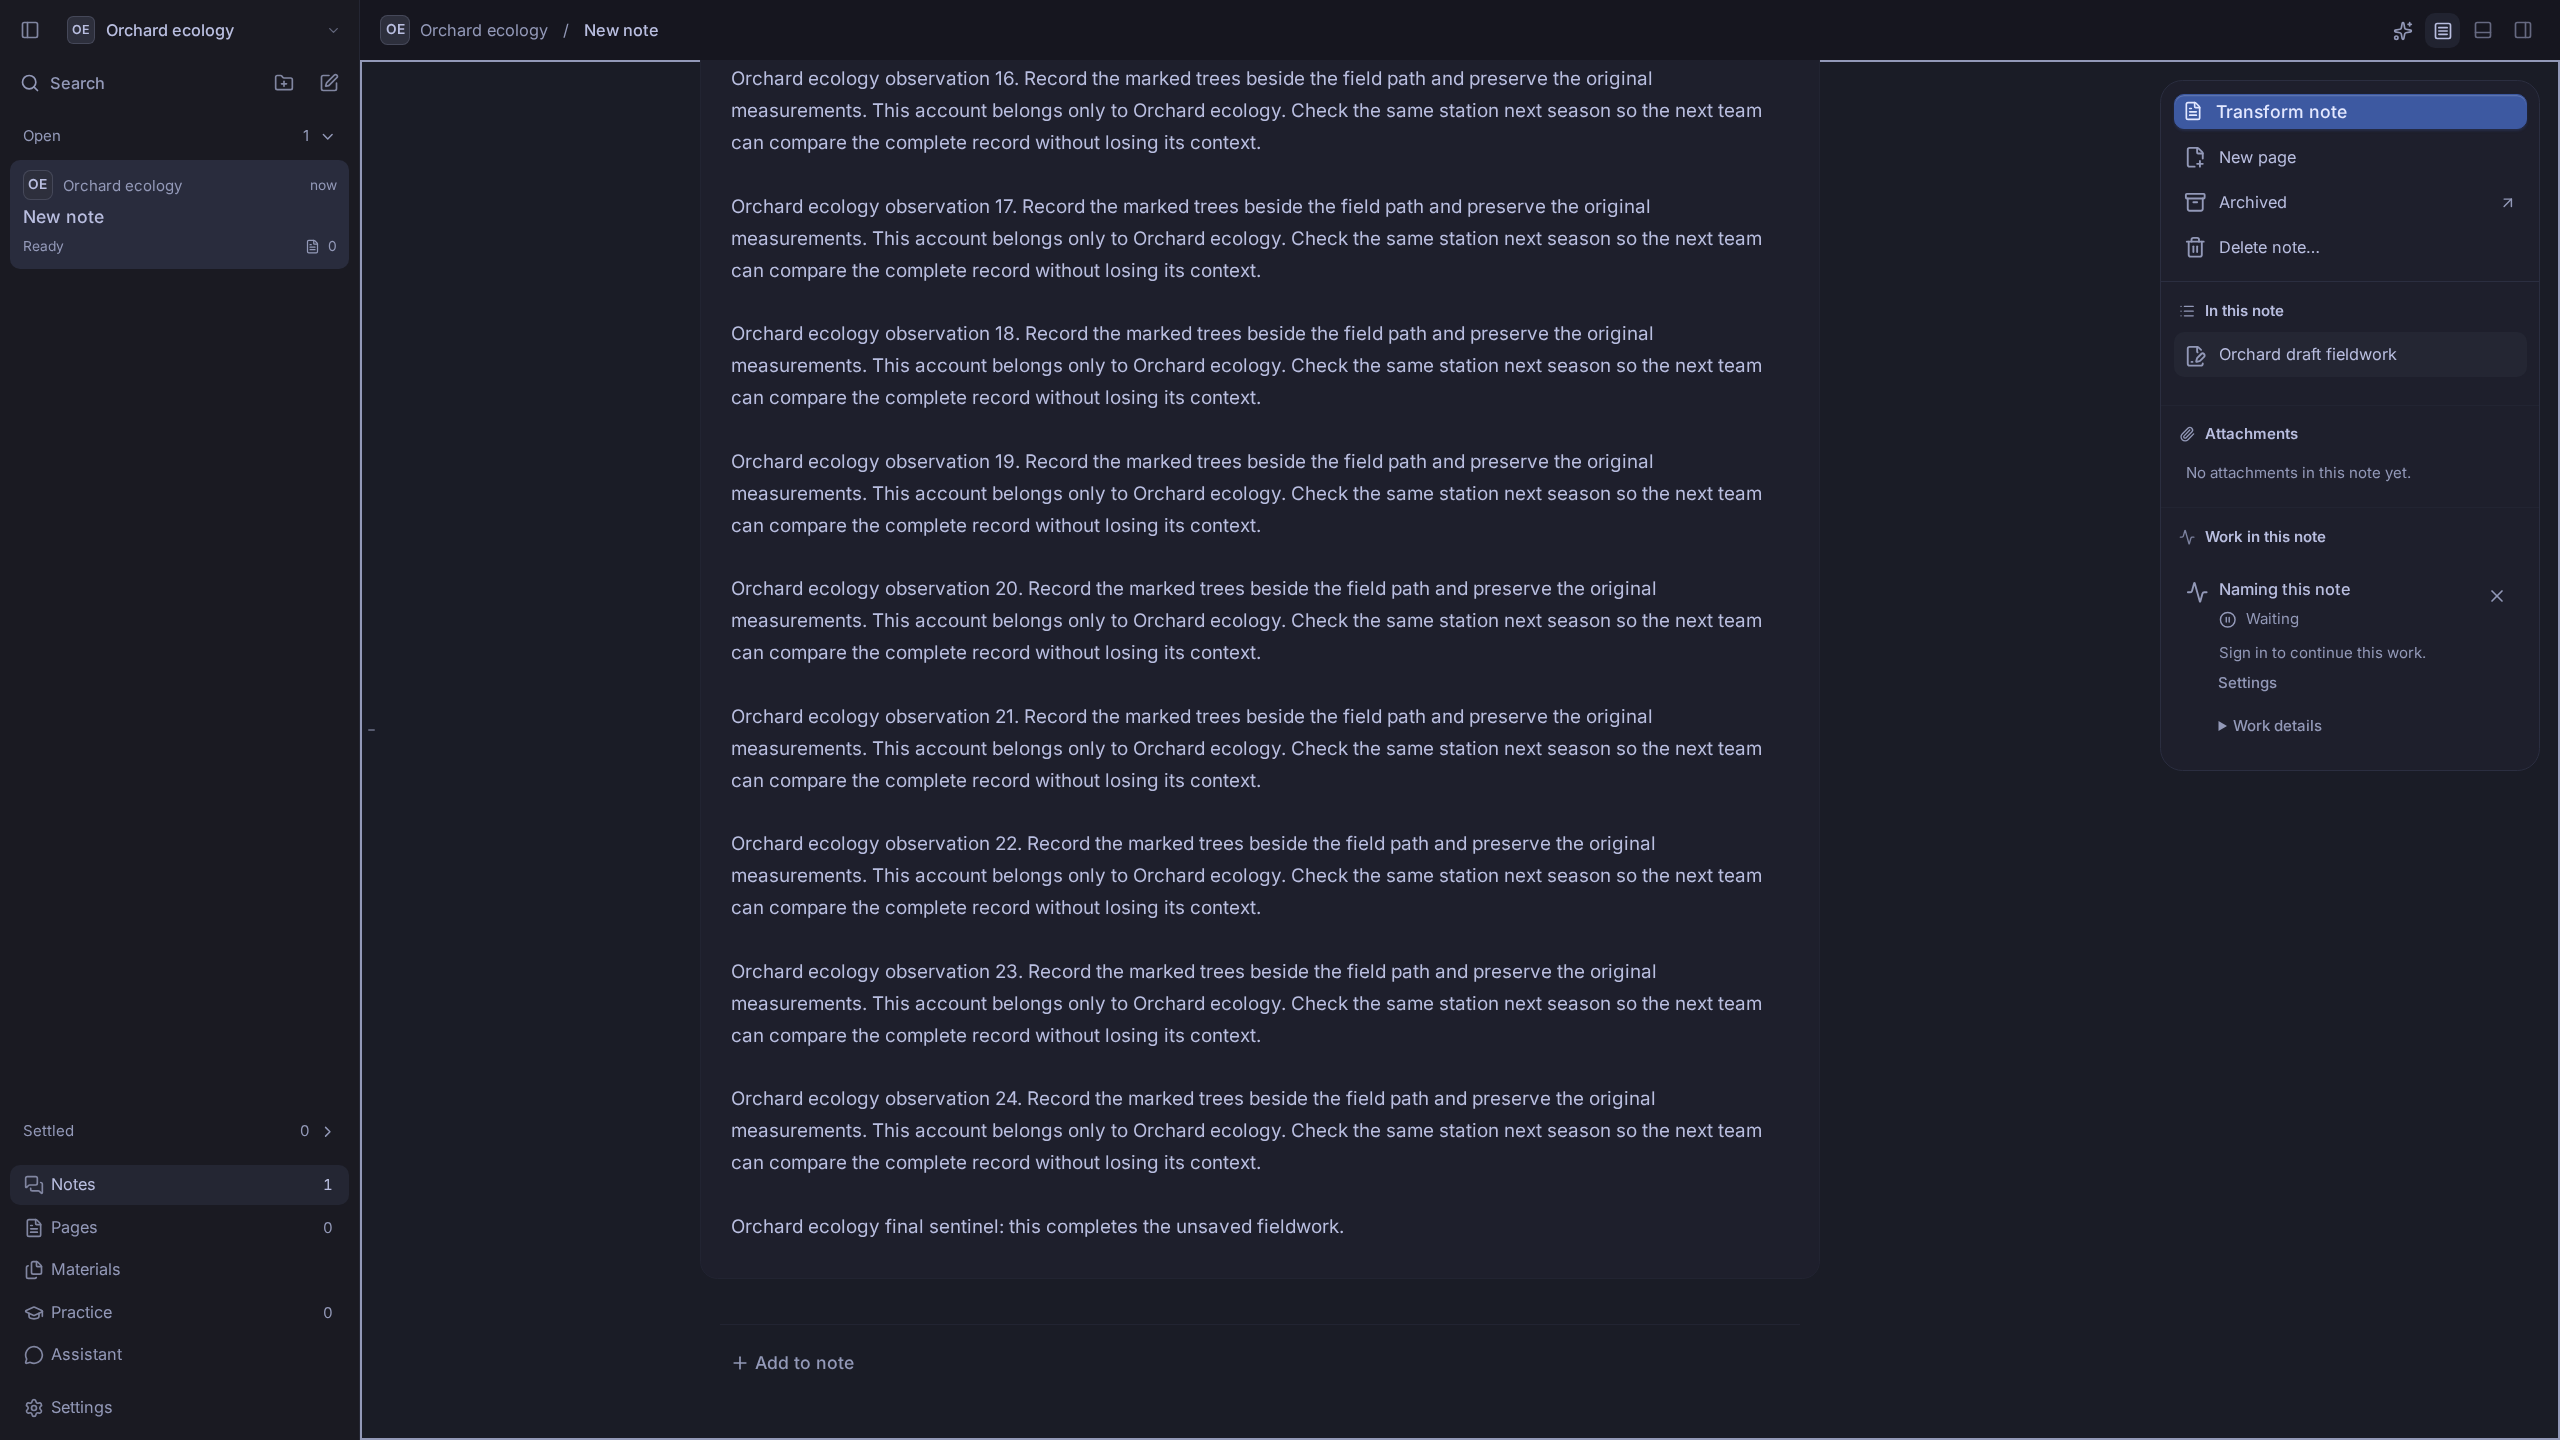 OE Orchard ecology
Search
Open 1
OE Orchard ecology now
New note
Ready 0
Settled 0
Notes 1
Pages 0
Materials
Practice 0
Assistant
Settings
OE Orchard ecology / New note
Orchard ecology observation 16. Record the marked trees beside the field path and preserve the original
measurements. This account belongs only to Orchard ecology. Check the same station next season so the next team
can compare the complete record without losing its context.
Orchard ecology observation 17. Record the marked trees beside the field path and preserve the original
measurements. This account belongs only to Orchard ecology. Check the same station next season so the next team
can compare the complete record without losing its context.
Orchard ecology observation 18. Record the marked trees beside the field path and preserve the original
measurements. This account belongs only to Orchard ecology. Check the same station next season so the next team
can compare the complete record without losing its context.
Orchard ecology observation 19. Record the marked trees beside the field path and preserve the original
measurements. This account belongs only to Orchard ecology. Check the same station next season so the next team
can compare the complete record without losing its context.
Orchard ecology observation 20. Record the marked trees beside the field path and preserve the original
measurements. This account belongs only to Orchard ecology. Check the same station next season so the next team
can compare the complete record without losing its context.
Orchard ecology observation 21. Record the marked trees beside the field path and preserve the original
measurements. This account belongs only to Orchard ecology. Check the same station next season so the next team
can compare the complete record without losing its context.
Orchard ecology observation 22. Record the marked trees beside the field path and preserve the original
measurements. This account belongs only to Orchard ecology. Check the same station next season so the next team
can compare the complete record without losing its context.
Orchard ecology observation 23. Record the marked trees beside the field path and preserve the original
measurements. This account belongs only to Orchard ecology. Check the same station next season so the next team
can compare the complete record without losing its context.
Orchard ecology observation 24. Record the marked trees beside the field path and preserve the original
measurements. This account belongs only to Orchard ecology. Check the same station next season so the next team
can compare the complete record without losing its context.
Orchard ecology final sentinel: this completes the unsaved fieldwork.
Add to note
Transform note
New page
Archived
Delete note...
In this note
Orchard draft fieldwork
Attachments
No attachments in this note yet.
Work in this note
Naming this note
Waiting
Sign in to continue this work.
Settings
Work details